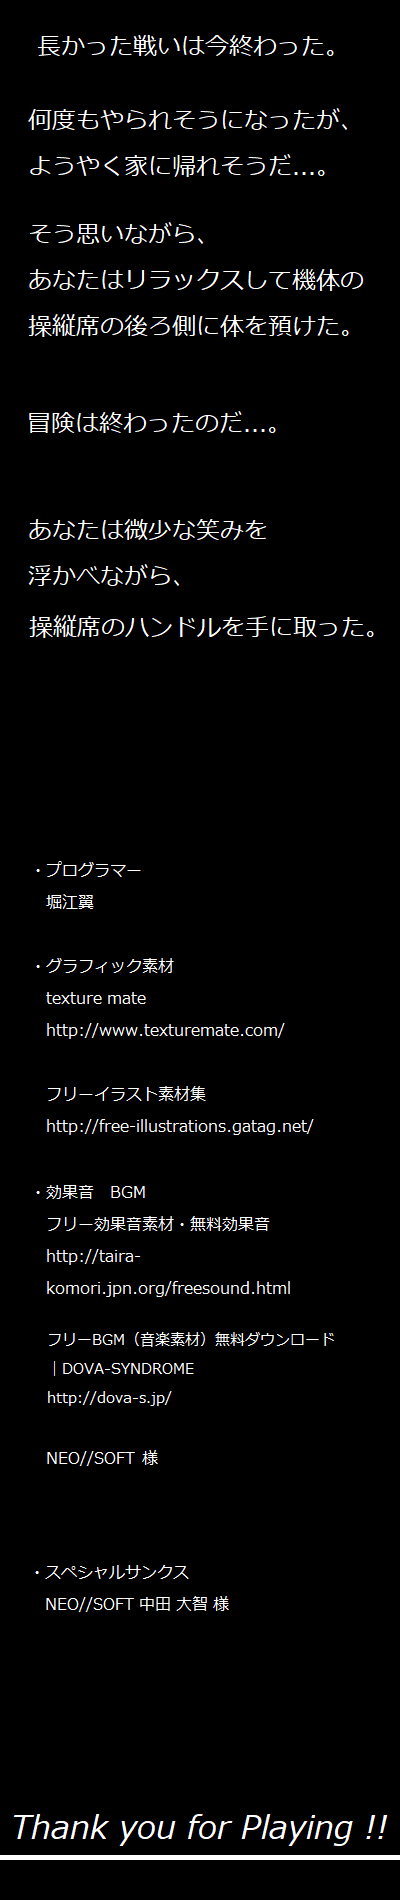 長かった戦いは今終わった。
何度もやられそうになったが、
ようやく家に帰れそうだ…。
そう思いながら、
あなたはリラックスして機体の
操縦席の後ろ側に体を預けた。
冒険は終わったのだ…。
あなたは微少な笑みを
浮かべながら、
操縦席のハンドルを手に取った。
・プログラマー
堀江翼
・グラフィック素材
texture mate
http://www.texturemate.com/
フリーイラスト素材集
http://free-illustrations.gatag.net/
・効果音　BGM
フリー効果音素材・無料効果音
http://taira-
komori.jpn.org/freesound.html
フリーBGM（音楽素材）無料ダウンロード
｜DOVA-SYNDROME
http://dova-s.jp/
NEO//SOFT 様
・スペシャルサンクス
NEO//SOFT 中田 大智 様
Thank you for Playing !!